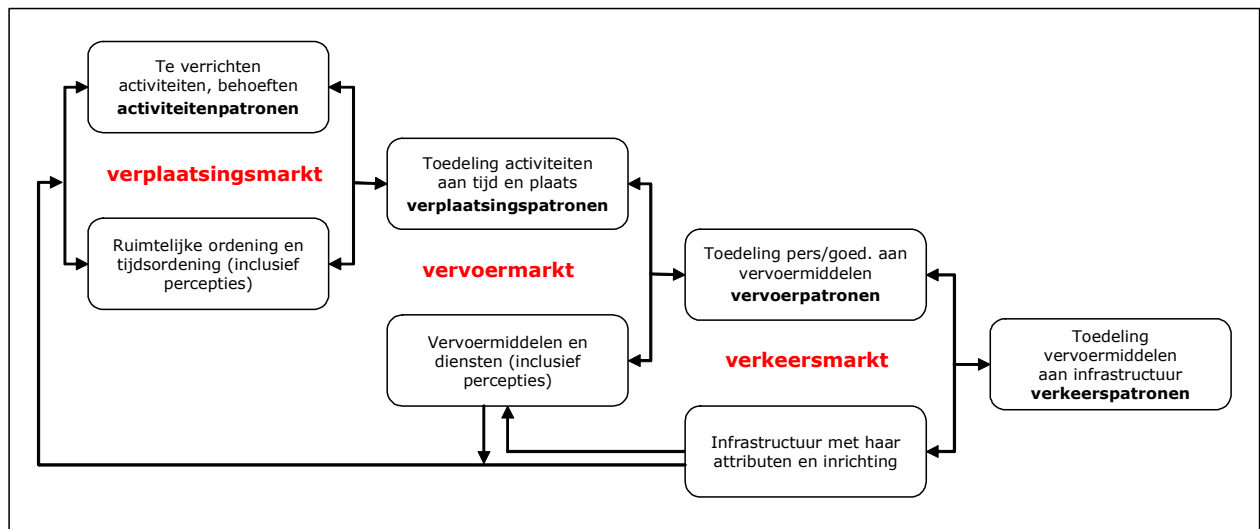 Te verrichten
activiteiten, behoeften
activiteitenpatronen
verplaatsingsmarkt
Ruimtelijke ordening en
tijdsordening (inclusief
percepties)
Toedeling activiteiten
aan tijd en plaats
verplaatsingspatronen
vervoermarkt
Vervoermiddelen en
diensten (inclusief
percepties)
Toedeling pers/goed. aan
vervoermiddelen
vervoerpatronen
verkeersmarkt
Infrastructuur met haar
attributen en inrichting
Toedeling
vervoermiddelen
aan infrastructuur
verkeerspatronen